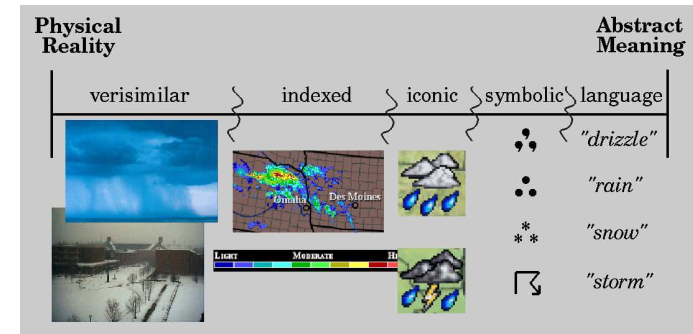 Physical
Reality
Abstract
Meaning
verisimilar
indexed
iconic
symbolic
language
"drizzle"
Omaha
Des Moines
"rain"
"snow"
LIGHT
MODERATE
"storm"